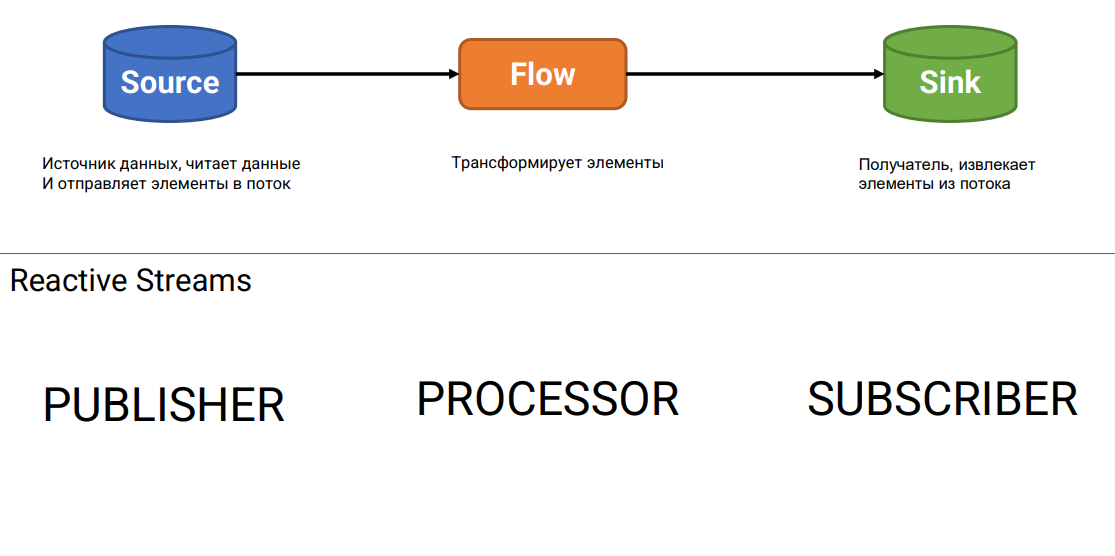 Source
Flow
Sink
Источник данных, читает данные
И отправляет элементы в поток
Трансформирует элементы
Получатель, извлекает
элементы из потока
Reactive Streams
PUBLISHER
PROCESSOR
SUBSCRIBER